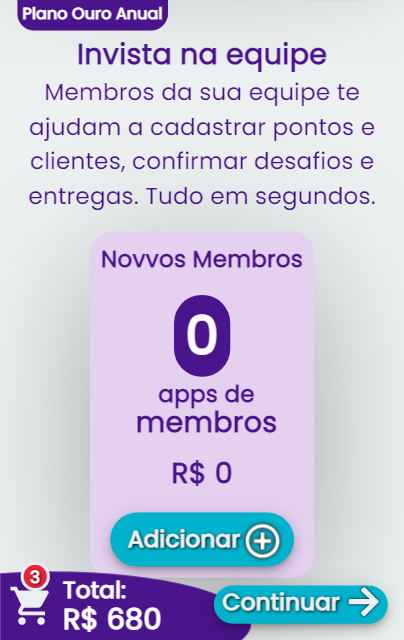 Plano Ouro Anual
Invista na equipe
Membros da sua equipe te
ajudam a cadastrar pontos e
clientes, confirmar desafios e
entregas. Tudo em segundos.
Novvos Membros
0
apps de
membros
R$ 0
Adicionar
3
Total:
R$ 680
Continuar